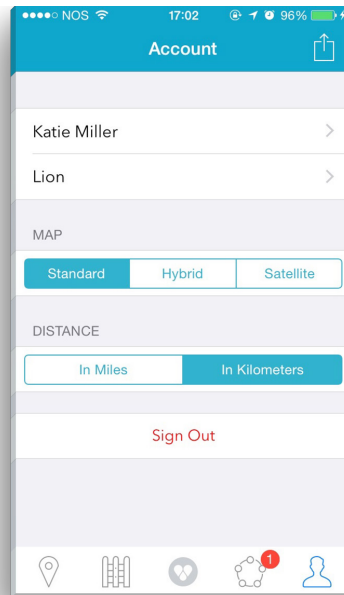 NOS 17:02 96%
Account
Katie Miller
Lion
MAP
Standard Hybrid Satellite
DISTANCE
In Miles In Kilometers
Sign Out
1